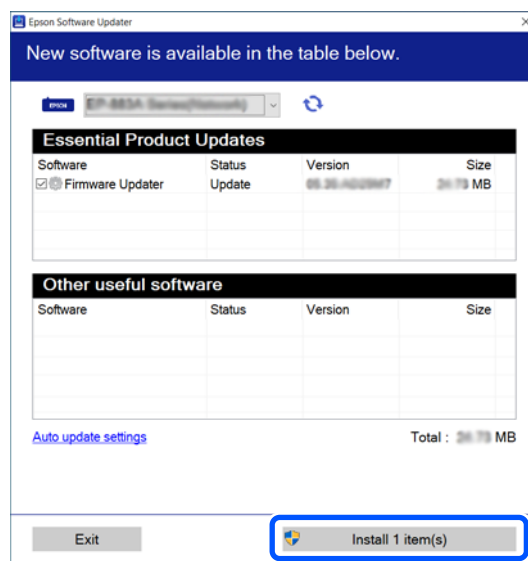 Epson Software Updater
New software is available in the table below.
EPSON
Essential Product Updates
Software Status Version Size
Firmware Updater Update MB
Other useful software
Software Status Version Size
Auto update settings Total : MB
Exit Install 1 item(s)